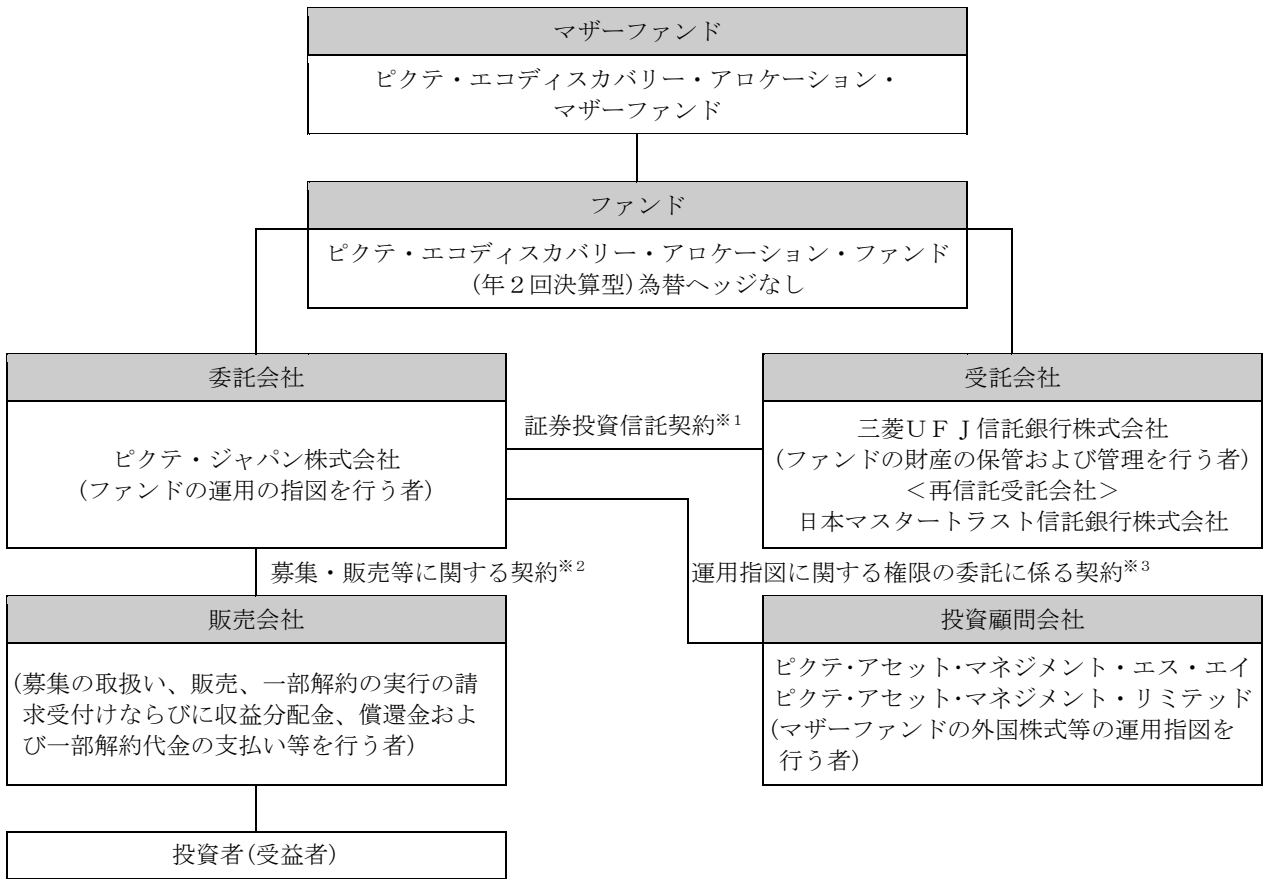 マザーファンド
ピクテ・エコディスカバリー・アロケーション・
マザーファンド
ファンド
ピクテ・エコディスカバリー・アロケーション・ファンド
(年２回決算型)為替ヘッジなし
委託会社
ピクテ・ジャパン株式会社
(ファンドの運用の指図を行う者)
証券投資信託契約※1
受託会社
三菱ＵＦＪ信託銀行株式会社
(ファンドの財産の保管および管理を行う者)
＜再信託受託会社＞
日本マスタートラスト信託銀行株式会社
募集・販売等に関する契約※2
運用指図に関する権限の委託に係る契約※3
販売会社
(募集の取扱い、販売、一部解約の実行の請
求受付けならびに収益分配金、償還金およ
び一部解約代金の支払い等を行う者)
投資顧問会社
ピクテ･アセット･マネジメント・エス・エイ
ピクテ･アセット･マネジメント・リミテッド
(マザーファンドの外国株式等の運用指図を
行う者)
投資者(受益者)